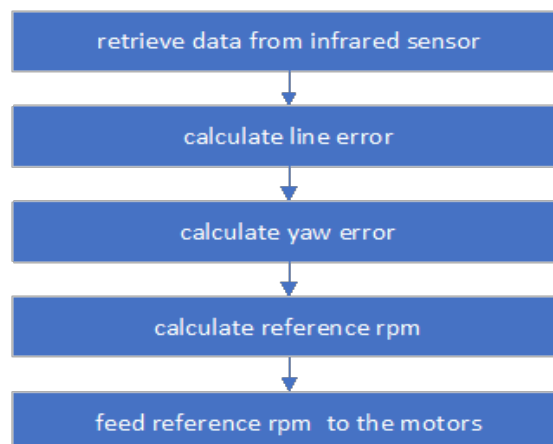 retrieve data from infrared sensor
calculate line error
calculate yaw error
calculate reference rpm
feed reference rpm  to the motors